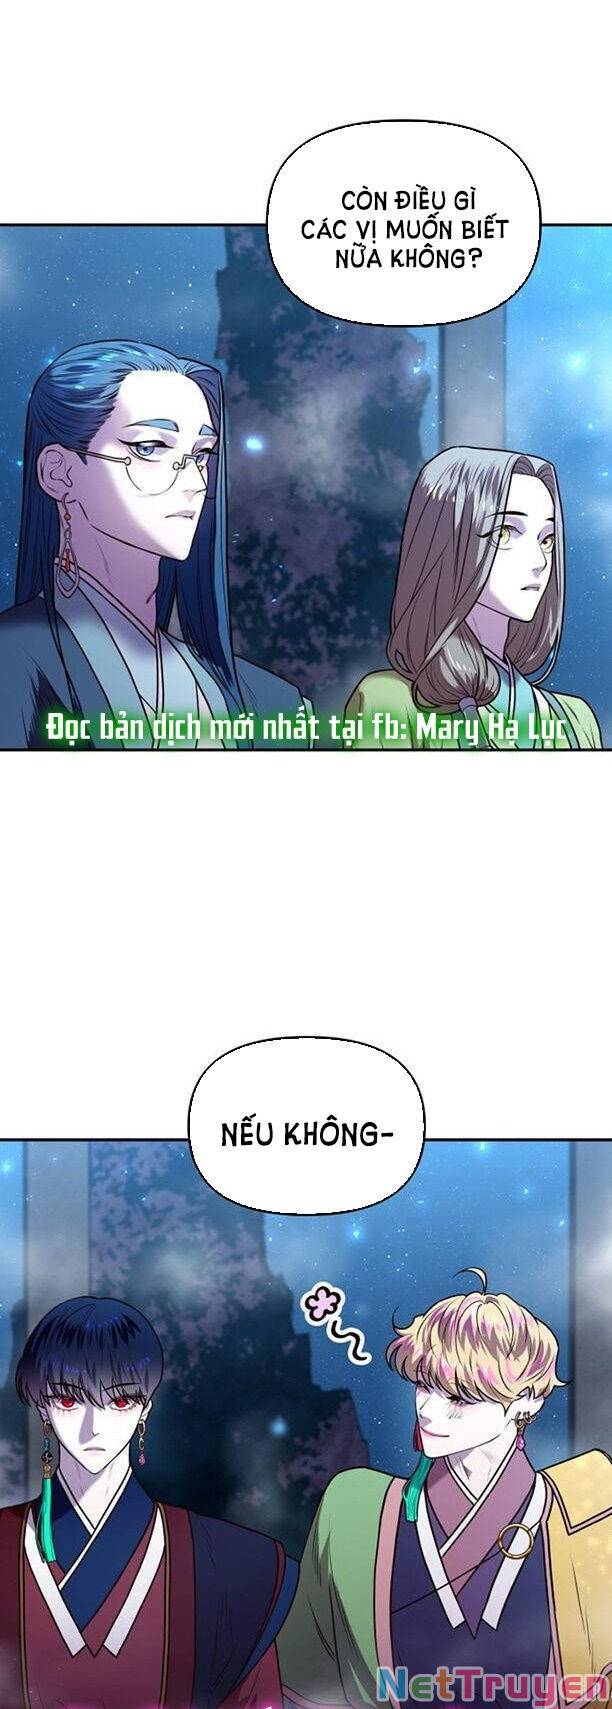 CÒN ĐIỀU GÌ
CÁC VỊ MUỐN BIẾT
NỮA KHÔNG?
Đọc bản dịch mới nhất tại fb: Mary Hạ Lục
NẾU KHÔNG-
NetTruyen